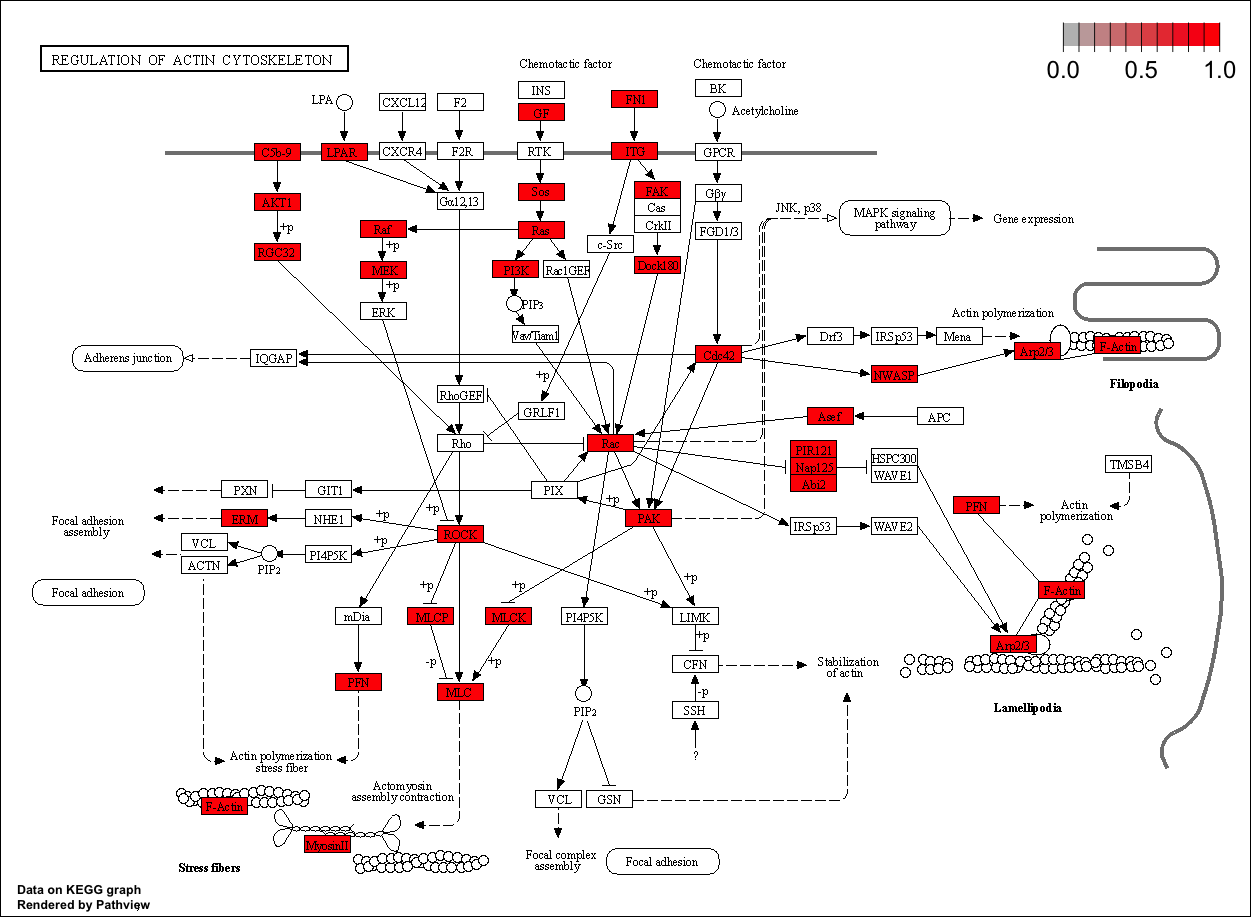 REGULATION OF ACTIN CYTOSKELETON
0.0 0.5 1.0
Chemotactic factor
Chemotactic factor
LPA
CXCL12
F2
INS
GF
FN1
BK
Acetylcholine
C5b-9
LPAR
CXCR4
F2R
RTK
ITG
GPCR
AKT1
Gα12,13
Sos
FAK
Cas
CrkII
Gβγ
JNK, p38
MAPK signaling
pathway
Gene expression
+p
Raf
Ras
FGD1/3
c-Src
RGC32
+p
MEK
PI3K
Rac1GEF
Dock180
+p
ERK
PIP3
Vav/Tiam1
Actin polymerization
Drf3
IRSp53
Mena
Adherens junction
IQGAP
Cdc42
Arp2/3
F-Actin
+p
NWASP
Filopodia
RhoGEF
GRLF1
Asef
APC
Rho
Rac
PIR121
Nap125
Abi2
HSPC300
WAVE1
TMSB4
PXN
GIT1
PIX
+p
PFN
Actin
polymerization
Focal adhesion
assembly
ERM
NHE1
+p
+p
PAK
IRSp53
WAVE2
ROCK
VCL
ACTN
PIP2
PI4P5K
+p
Focal adhesion
+p
+p
+p
+p
F-Actin
mDia
MLCP
MLCK
PI4P5K
LIMK
+p
Arp2/3
-p
+p
CFN
Stabilization
of actin
PFN
MLC
-p
Lamellipodia
PIP2
SSH
?
Actin polymerization
stress fiber
Actomyosin
assembly contraction
F-Actin
VCL
GSN
MyosinII
Stress fibers
Focal complex
assembly
Focal adhesion
Data on KEGG graph
Rendered by Pathview